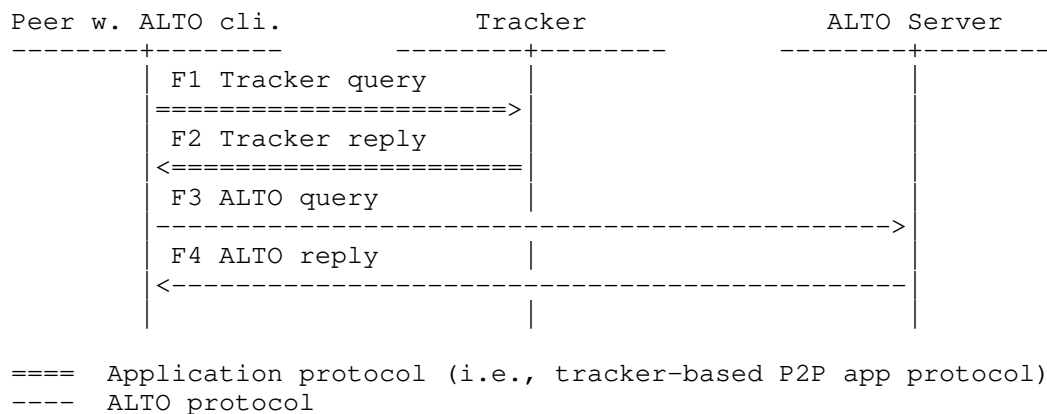 Peer w. ALTO cli.            Tracker               ALTO Server
--------+--------       --------+--------       --------+--------
        | F1 Tracker query      |                       |
        |======================>|                       |
        | F2 Tracker reply      |                       |
        |<======================|                       |
        | F3 ALTO query         |                       |
        |---------------------------------------------->|
        | F4 ALTO reply         |                       |
        |<----------------------------------------------|
        |                       |                       |
====  Application protocol (i.e., tracker-based P2P app protocol)
----  ALTO protocol